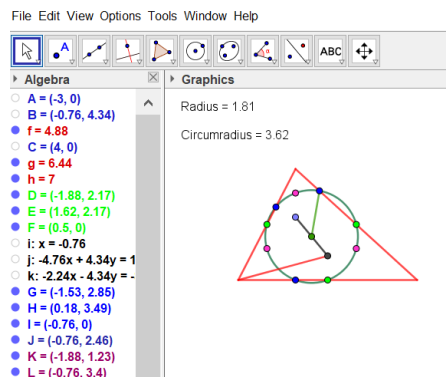 File Edit View Options Tools Window Help
A
α
ABC
Algebra
Graphics
A = (-3, 0)
B = (-0.76, 4.34)
f = 4.88
C = (4, 0)
g = 6.44
h = 7
D = (-1.88, 2.17)
E = (1.62, 2.17)
F = (0.5, 0)
i: x = -0.76
j: -4.76x + 4.34y = 1
k: -2.24x - 4.34y = -
G = (-1.53, 2.85)
H = (0.18, 3.49)
I = (-0.76, 0)
J = (-0.76, 2.46)
K = (-1.88, 1.23)
L = (-0.76, 3.4)
Radius = 1.81
Circumradius = 3.62